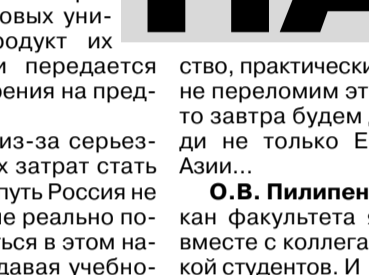 овых уни-
родукт их
и передается
рения на пред-
из-за серьез-
х затрат стать
путь Россия не
не реально по-
ться в этом на-
давая учебно-
ство, практически
не переломим эт
то завтра будем
ди не только Е
Азии...
О.В. Пилипен
кан факультета
вместе с коллега
кой студентов. И